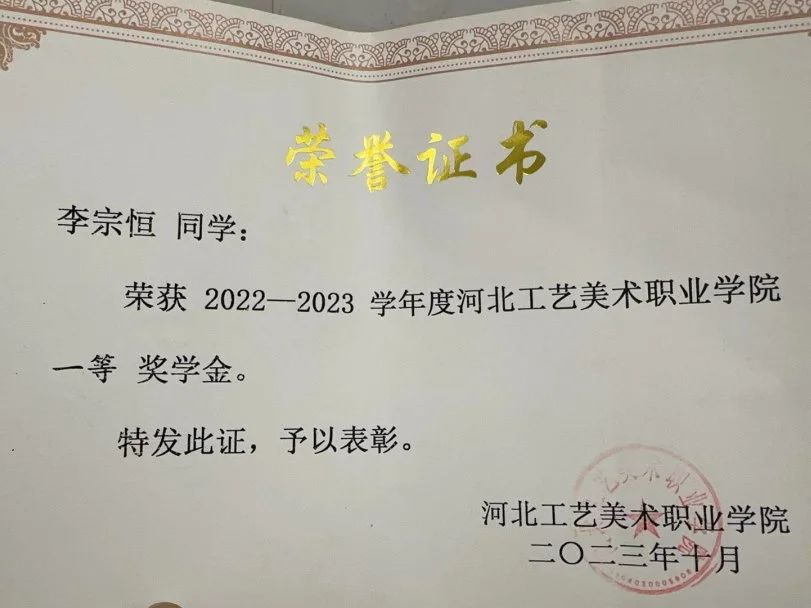 荣誉证书
李宗恒 同学：
荣获 2022—2023 学年度河北工艺美术职业学院
一等 奖学金。
特发此证，予以表彰。
河北工艺美术职业学院
二〇二三年十月